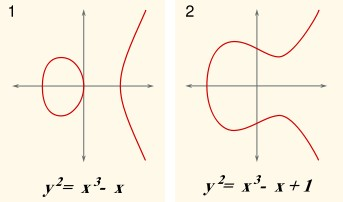 1
2
y²= x³- x
y²= x³- x + 1